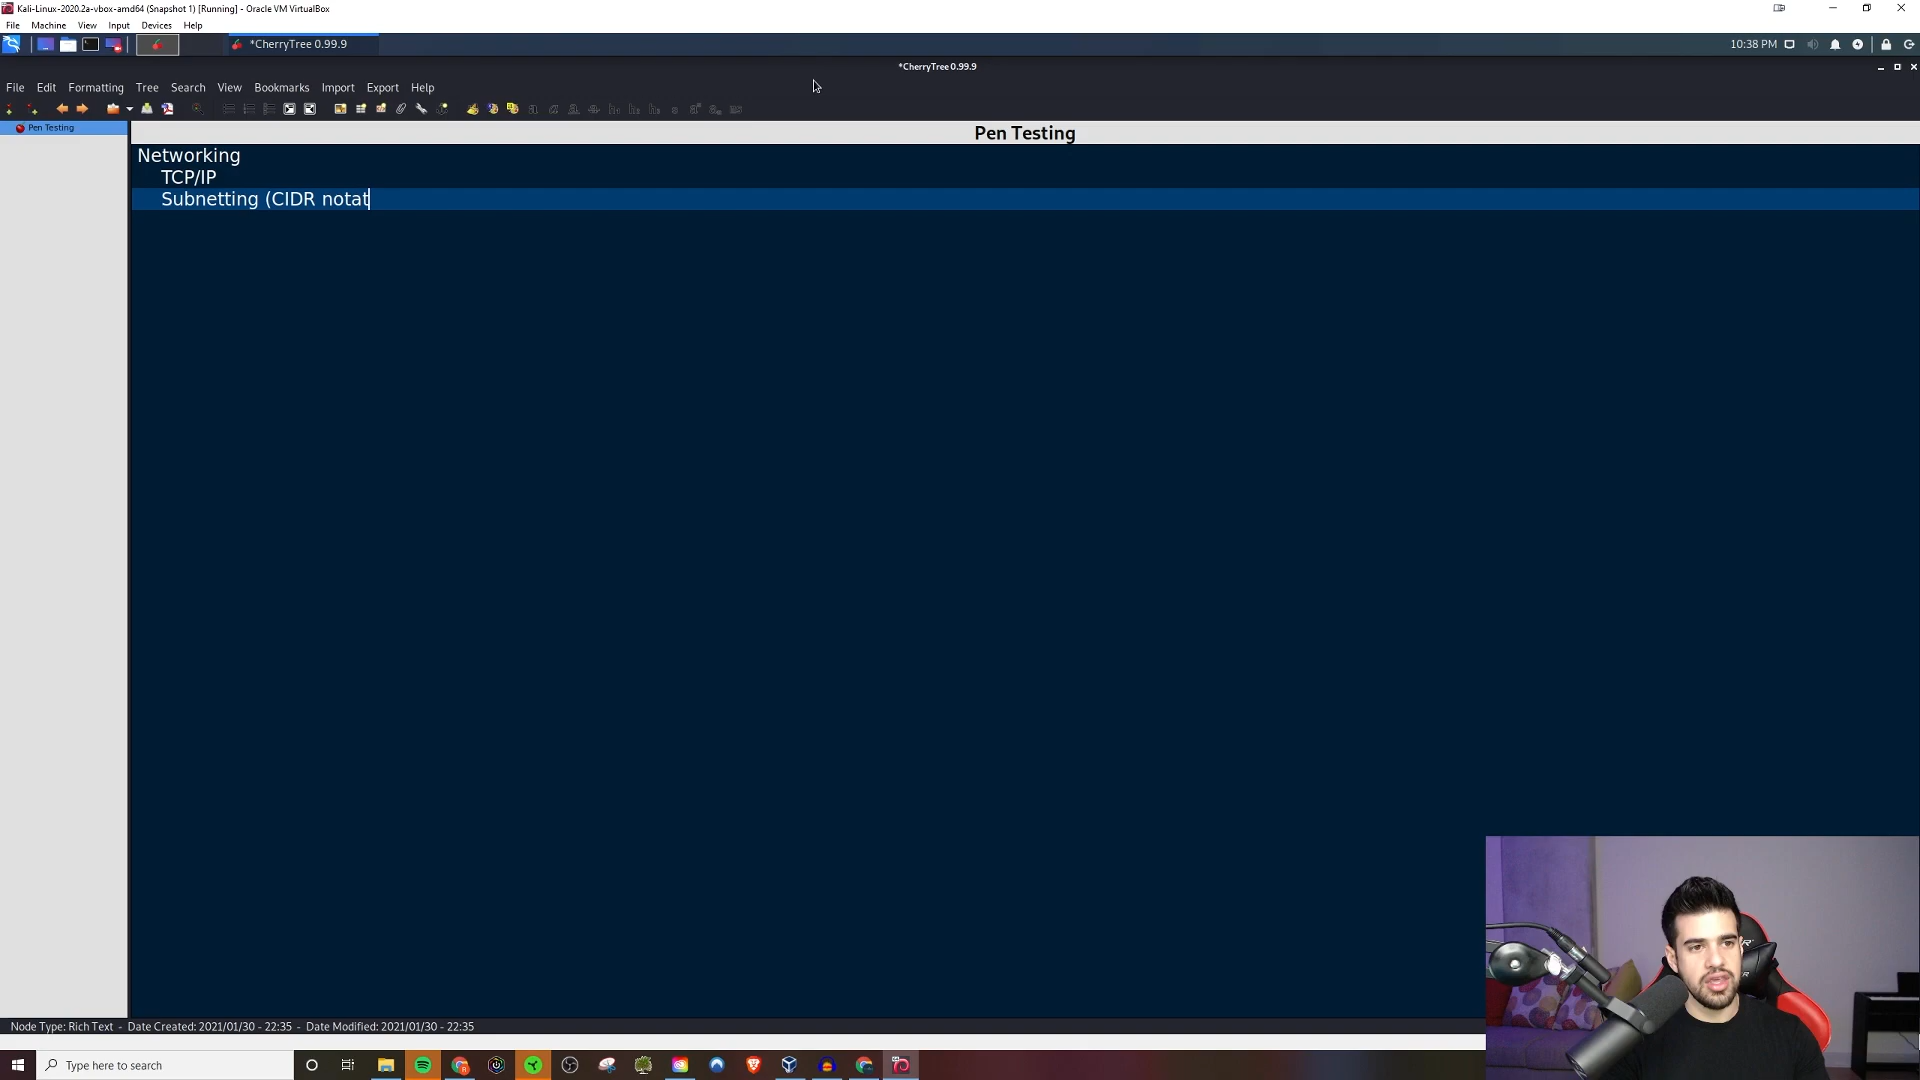 Kali-Linux-2020.2a-vbox-amd64 (Snapshot 1) [Running] - Oracle VM VirtualBox
File Machine View Input Devices Help
*CherryTree 0.99.9
10:38 PM
*CherryTree 0.99.9
File Edit Formatting Tree Search View Bookmarks Import Export Help
Pen Testing
Pen Testing
Networking
TCP/IP
Subnetting (CIDR notat
Node Type: Rich Text - Date Created: 2021/01/30 - 22:35 - Date Modified: 2021/01/30 - 22:35
Type here to search